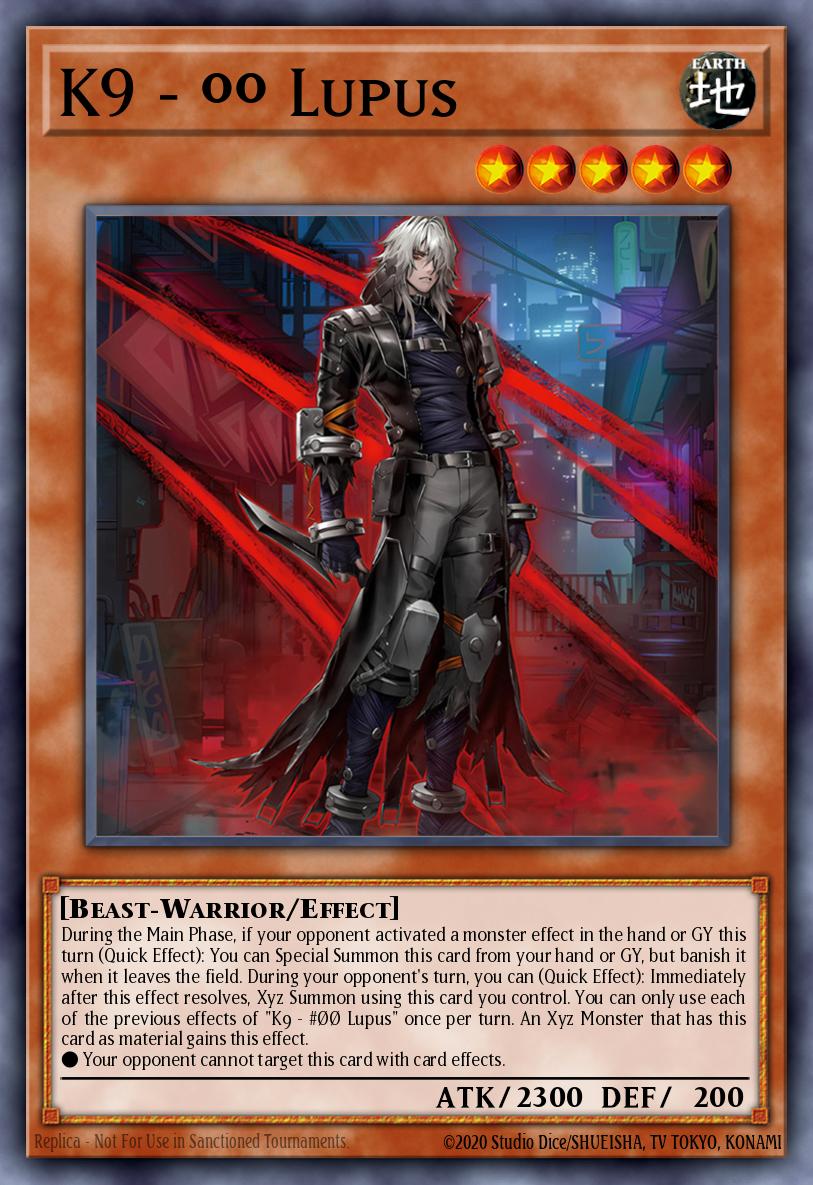 K9 - 00 Lupus
EARTH
地
[Beast-Warrior/Effect]
During the Main Phase, if your opponent activated a monster effect in the hand or GY this
turn (Quick Effect): You can Special Summon this card from your hand or GY, but banish it
when it leaves the field. During your opponent's turn, you can (Quick Effect): Immediately
after this effect resolves, Xyz Summon using this card you control. You can only use each
of the previous effects of "K9 - #ØØ Lupus" once per turn. An Xyz Monster that has this
card as material gains this effect.
● Your opponent cannot target this card with card effects.
ATK/2300 DEF/ 200
Replica - Not For Use in Sanctioned Tournaments.
©2020 Studio Dice/SHUEISHA, TV TOKYO, KONAMI